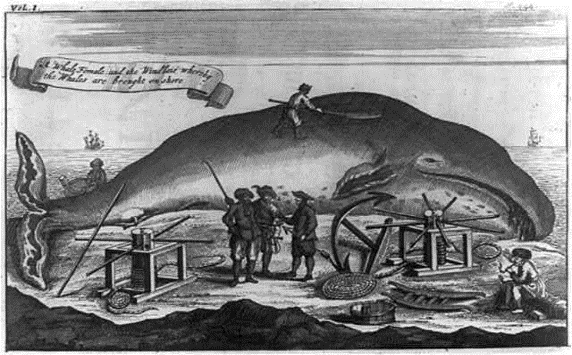 Vol. I.
A Whale Female and the Windlass whereby
the Whales are brought on shore